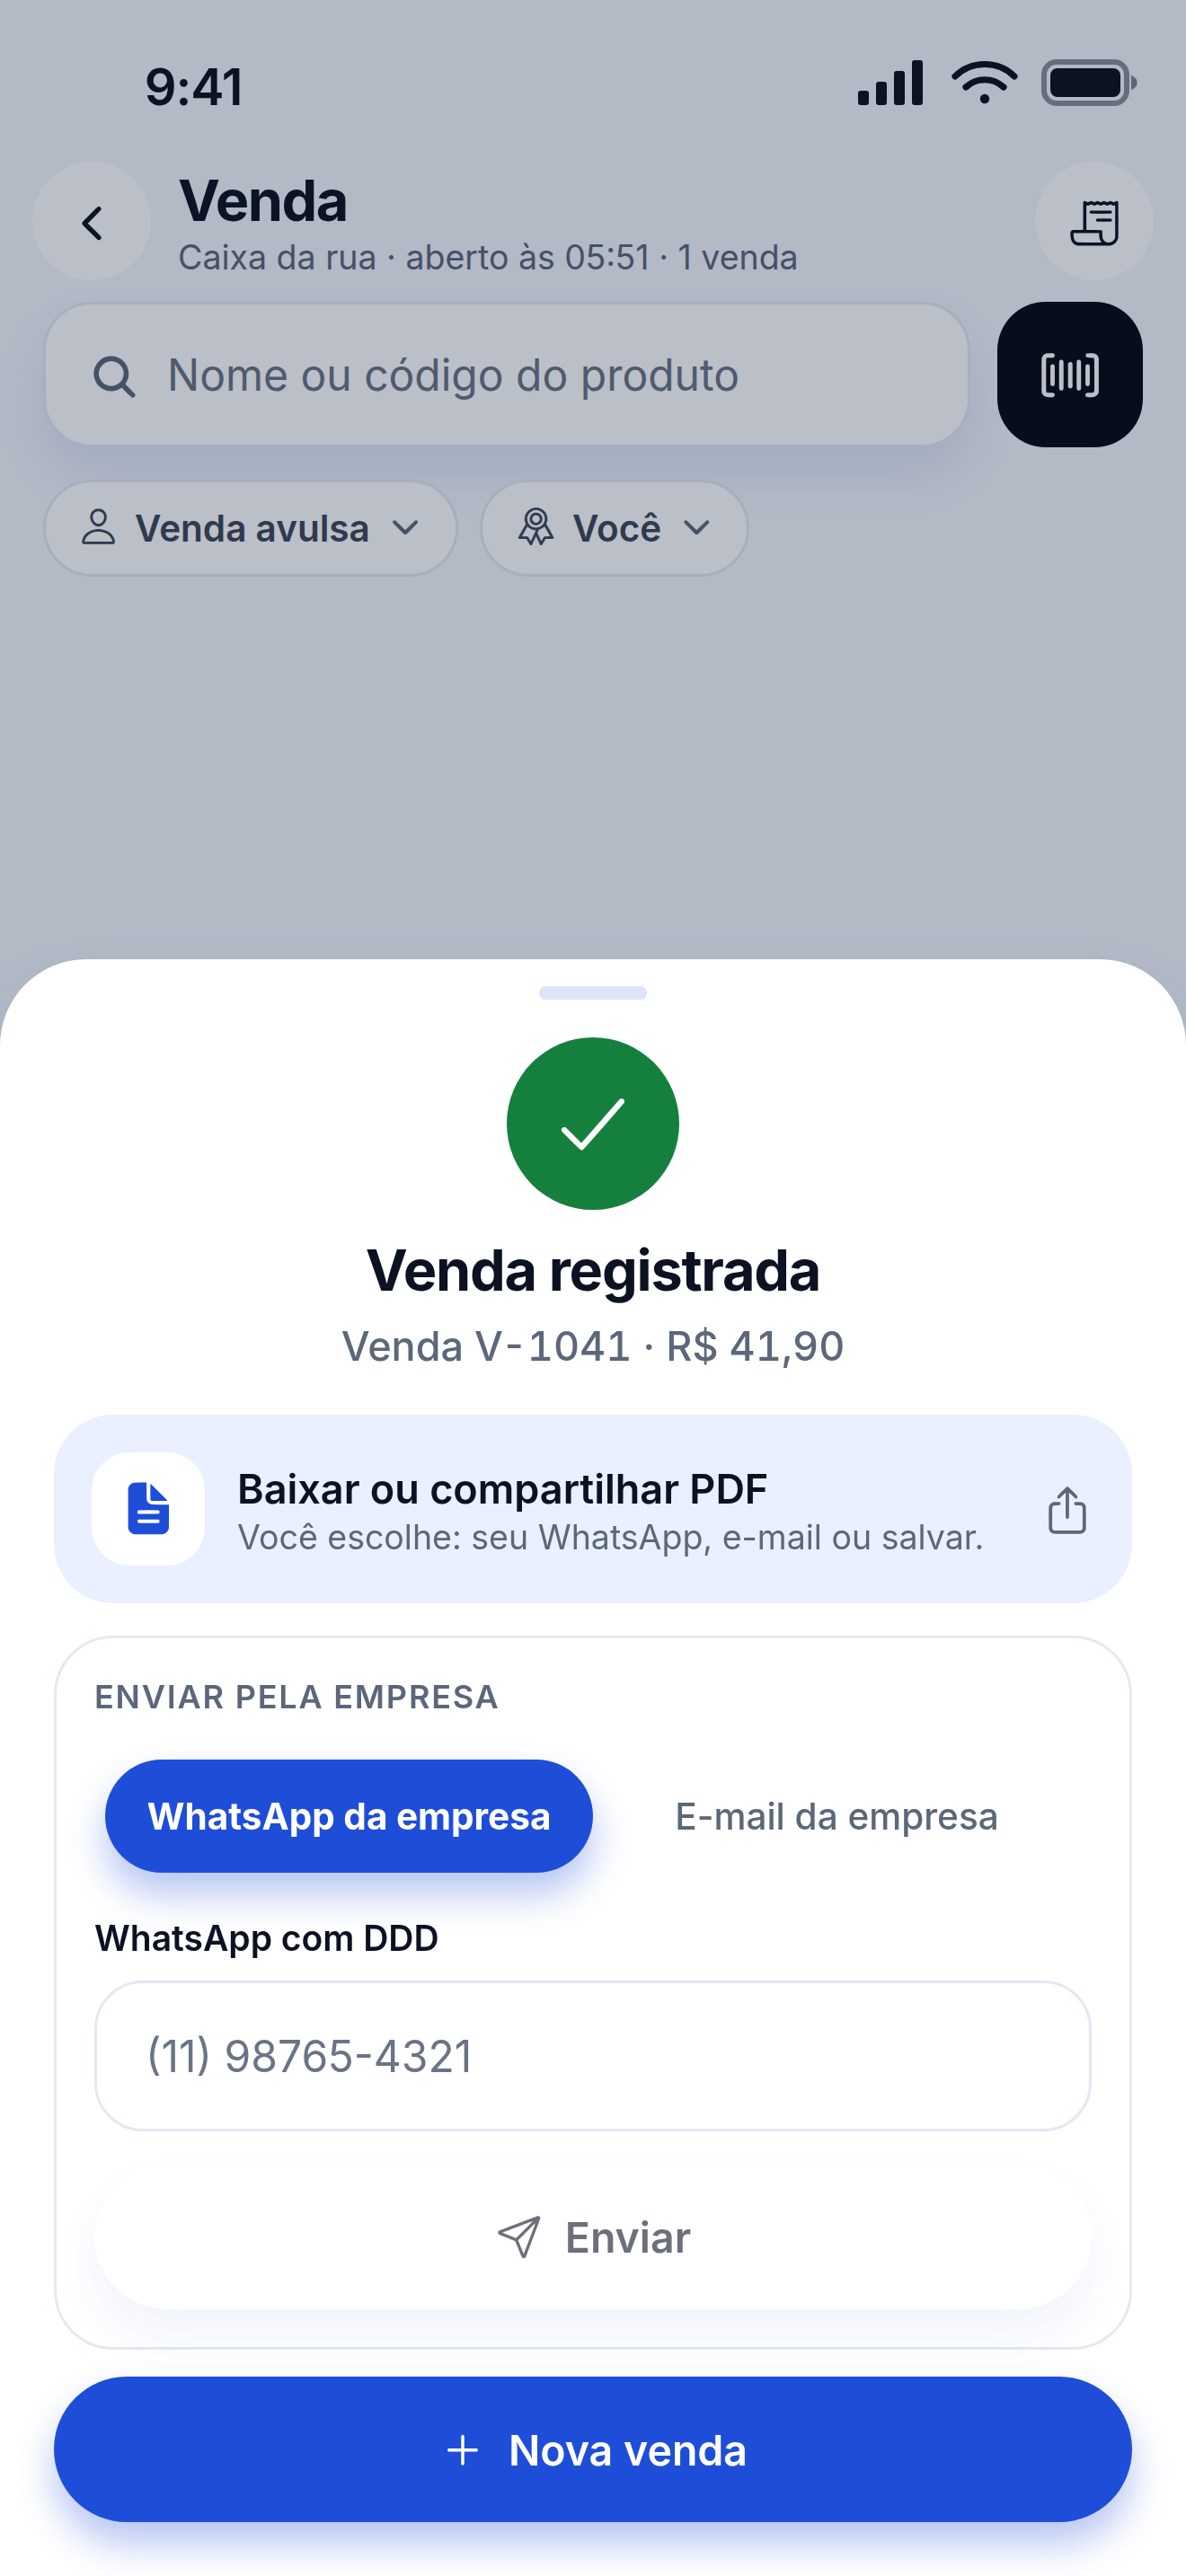 9:41
Venda
Caixa da rua · aberto às 05:51 · 1 venda
Nome ou código do produto
Venda avulsa
Você
Venda registrada
Venda V-1041 · R$ 41,90
Baixar ou compartilhar PDF
Você escolhe: seu WhatsApp, e-mail ou salvar.
ENVIAR PELA EMPRESA
WhatsApp da empresa
E-mail da empresa
WhatsApp com DDD
(11) 98765-4321
Enviar
Nova venda